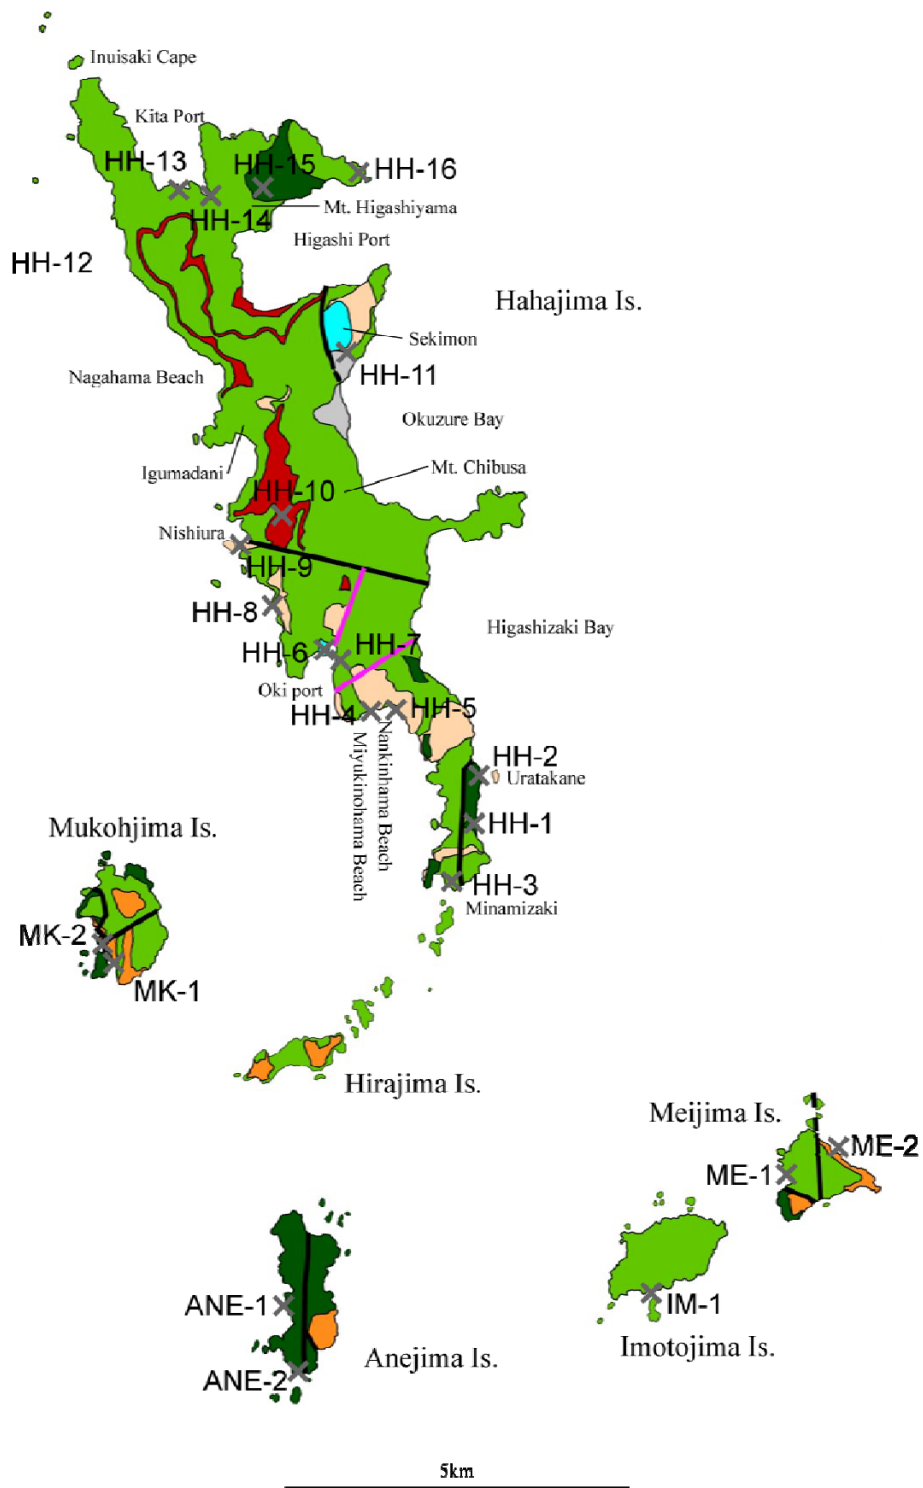 Inuisaki Cape
Kita Port
HH-13
HH-15
HH-16
HH-14
Mt. Higashiyama
Higashi Port
HH-12
Hahajima Is.
Sekimon
Nagahama Beach
HH-11
Okuzure Bay
Igumadani
Mt. Chibusa
HH-10
Nishiura
HH-9
HH-8
Higashizaki Bay
HH-6
HH-7
Oki port
HH-4
HH-5
Miyukinohama Beach
Nankinhama Beach
HH-2
Uratakane
HH-1
Mukohjima Is.
HH-3
Minamizaki
MK-2
MK-1
Hirajima Is.
Meijima Is.
ME-2
ME-1
ANE-1
IM-1
Imotojima Is.
Anejima Is.
ANE-2
5km